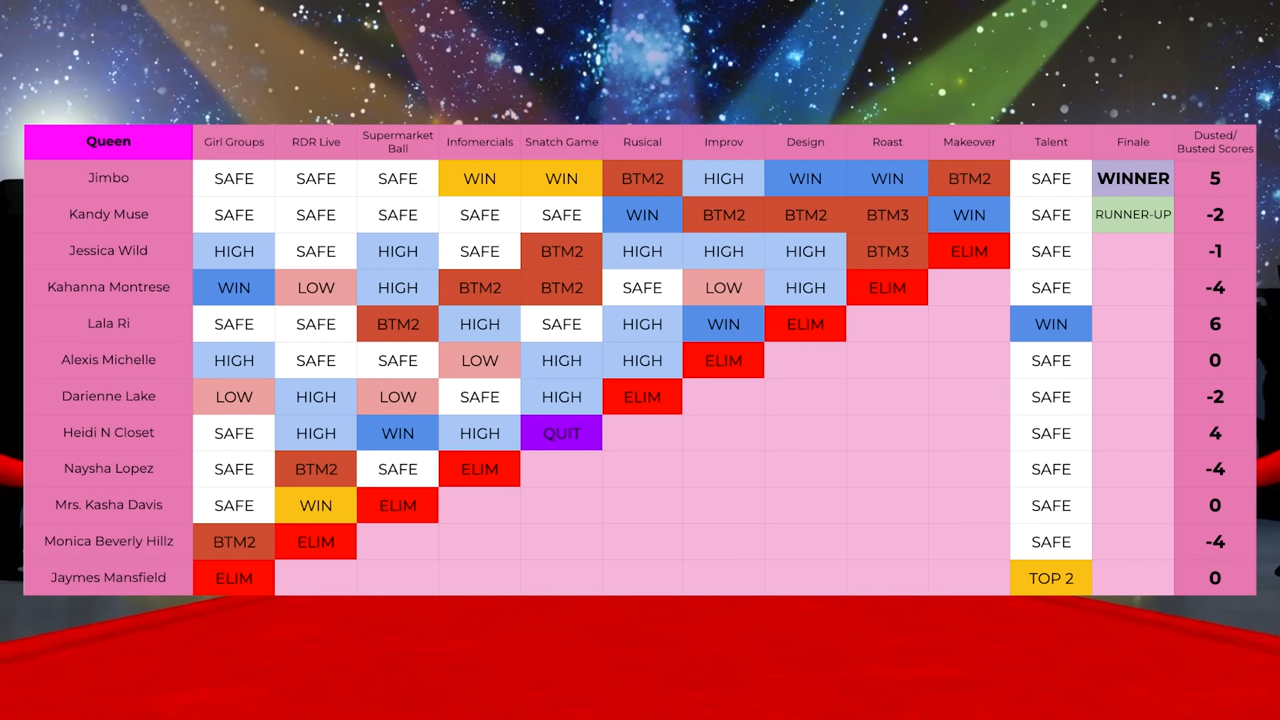 Queen Girl Groups RDR Live Supermarket Ball Infomercials Snatch Game Rusical Improv Design Roast Makeover Talent Finale Dusted/ Busted Scores
Jimbo SAFE SAFE SAFE WIN WIN BTM2 HIGH WIN WIN BTM2 SAFE WINNER 5
Kandy Muse SAFE SAFE SAFE SAFE SAFE WIN BTM2 BTM2 BTM3 WIN SAFE RUNNER-UP -2
Jessica Wild HIGH SAFE HIGH SAFE BTM2 HIGH HIGH HIGH BTM3 ELIM SAFE -1
Kahanna Montrese WIN LOW HIGH BTM2 BTM2 SAFE LOW HIGH ELIM SAFE -4
Lala Ri SAFE SAFE BTM2 HIGH SAFE HIGH WIN ELIM WIN 6
Alexis Michelle HIGH SAFE SAFE LOW HIGH HIGH ELIM SAFE 0
Darienne Lake LOW HIGH LOW SAFE HIGH ELIM SAFE -2
Heidi N Closet SAFE HIGH WIN HIGH QUIT SAFE 4
Naysha Lopez SAFE BTM2 SAFE ELIM SAFE -4
Mrs. Kasha Davis SAFE WIN ELIM SAFE 0
Monica Beverly Hillz BTM2 ELIM SAFE -4
Jaymes Mansfield ELIM TOP 2 0